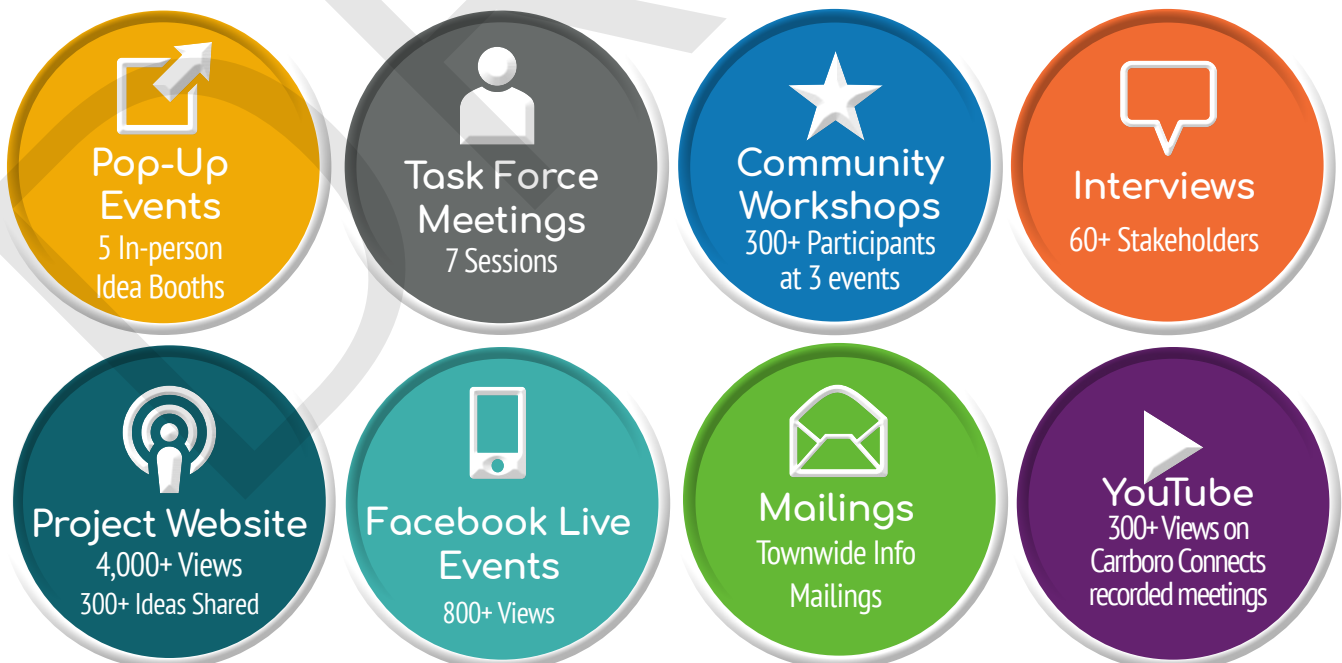 Pop-Up
Events
5 In-person
Idea Booths
Task Force
Meetings
7 Sessions
Community
Workshops
300+ Participants
at 3 events
Interviews
60+ Stakeholders
Project Website
4,000+ Views
300+ Ideas Shared
Facebook Live
Events
800+ Views
Mailings
Townwide Info
Mailings
YouTube
300+ Views on
Carrboro Connects
recorded meetings